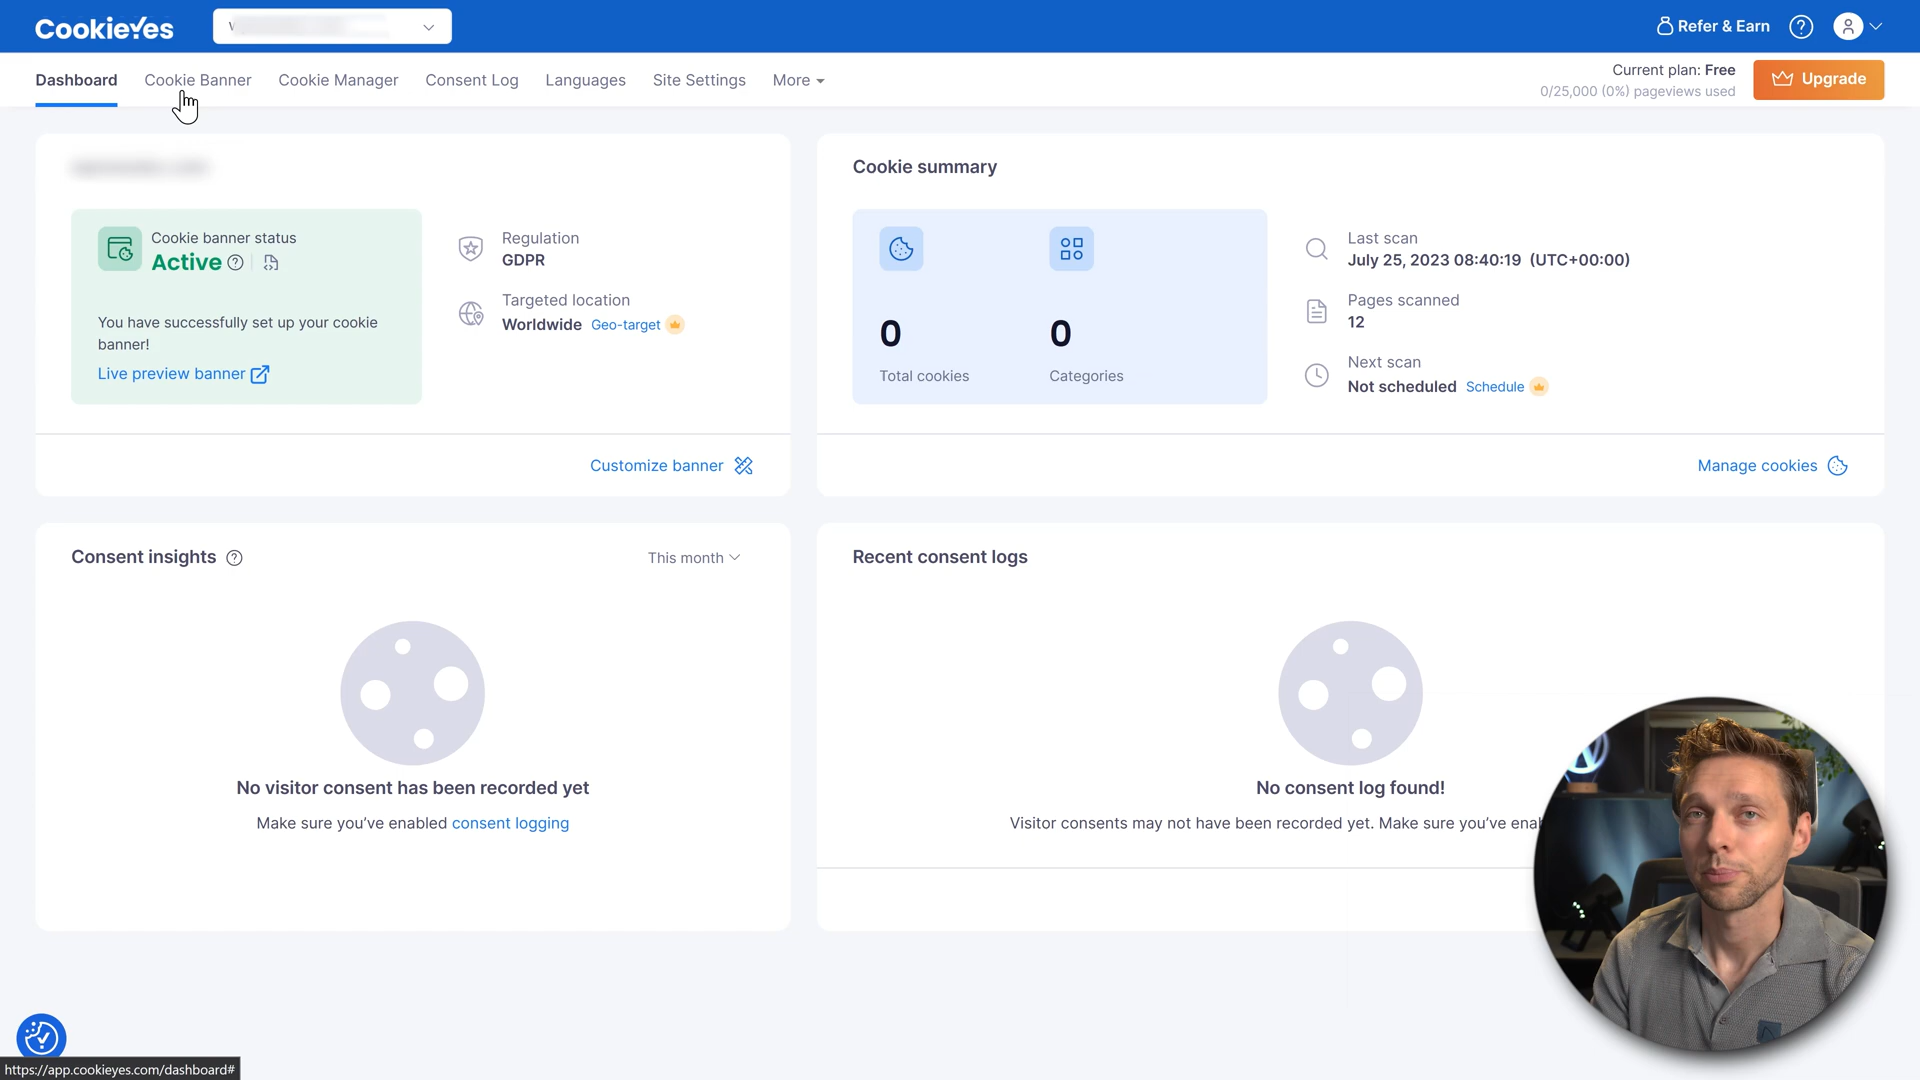 CookieYes
Refer & Earn
Dashboard
Cookie Banner
Cookie Manager
Consent Log
Languages
Site Settings
More
Current plan: Free
0/25,000 (0%) pageviews used
Upgrade
Cookie banner status
Active
You have successfully set up your cookie
banner!
Live preview banner
Regulation
GDPR
Targeted location
Worldwide Geo-target
Customize banner
Cookie summary
0
Total cookies
0
Categories
Last scan
July 25, 2023 08:40:19 (UTC+00:00)
Pages scanned
12
Next scan
Not scheduled Schedule
Manage cookies
Consent insights
This month
No visitor consent has been recorded yet
Make sure you've enabled consent logging
Recent consent logs
No consent log found!
Visitor consents may not have been recorded yet. Make sure you've
https://app.cookieyes.com/dashboard#